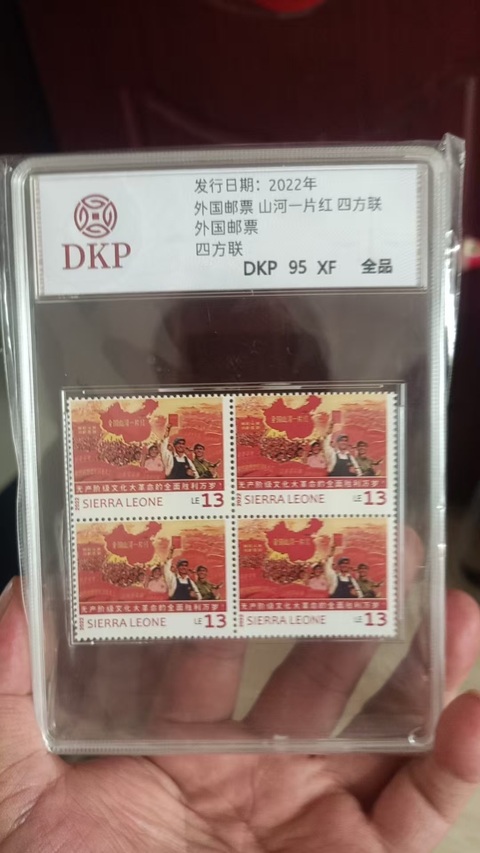 发行日期：2022年
外国邮票 山河一片红 四方联
外国邮票
四方联
DKP 95 XF 全品
DKP
全国山河一片红
无产阶级文化大革命的全面胜利万岁！
2022 SIERRA LEONE LE 13
全国山河一片红
无产阶级文化大革命的全面胜利万岁！
2022 SIERRA LEONE LE 13
全国山河一片红
无产阶级文化大革命的全面胜利万岁！
2022 SIERRA LEONE LE 13
全国山河一片红
无产阶级文化大革命的全面胜利万岁！
2022 SIERRA LEONE LE 13